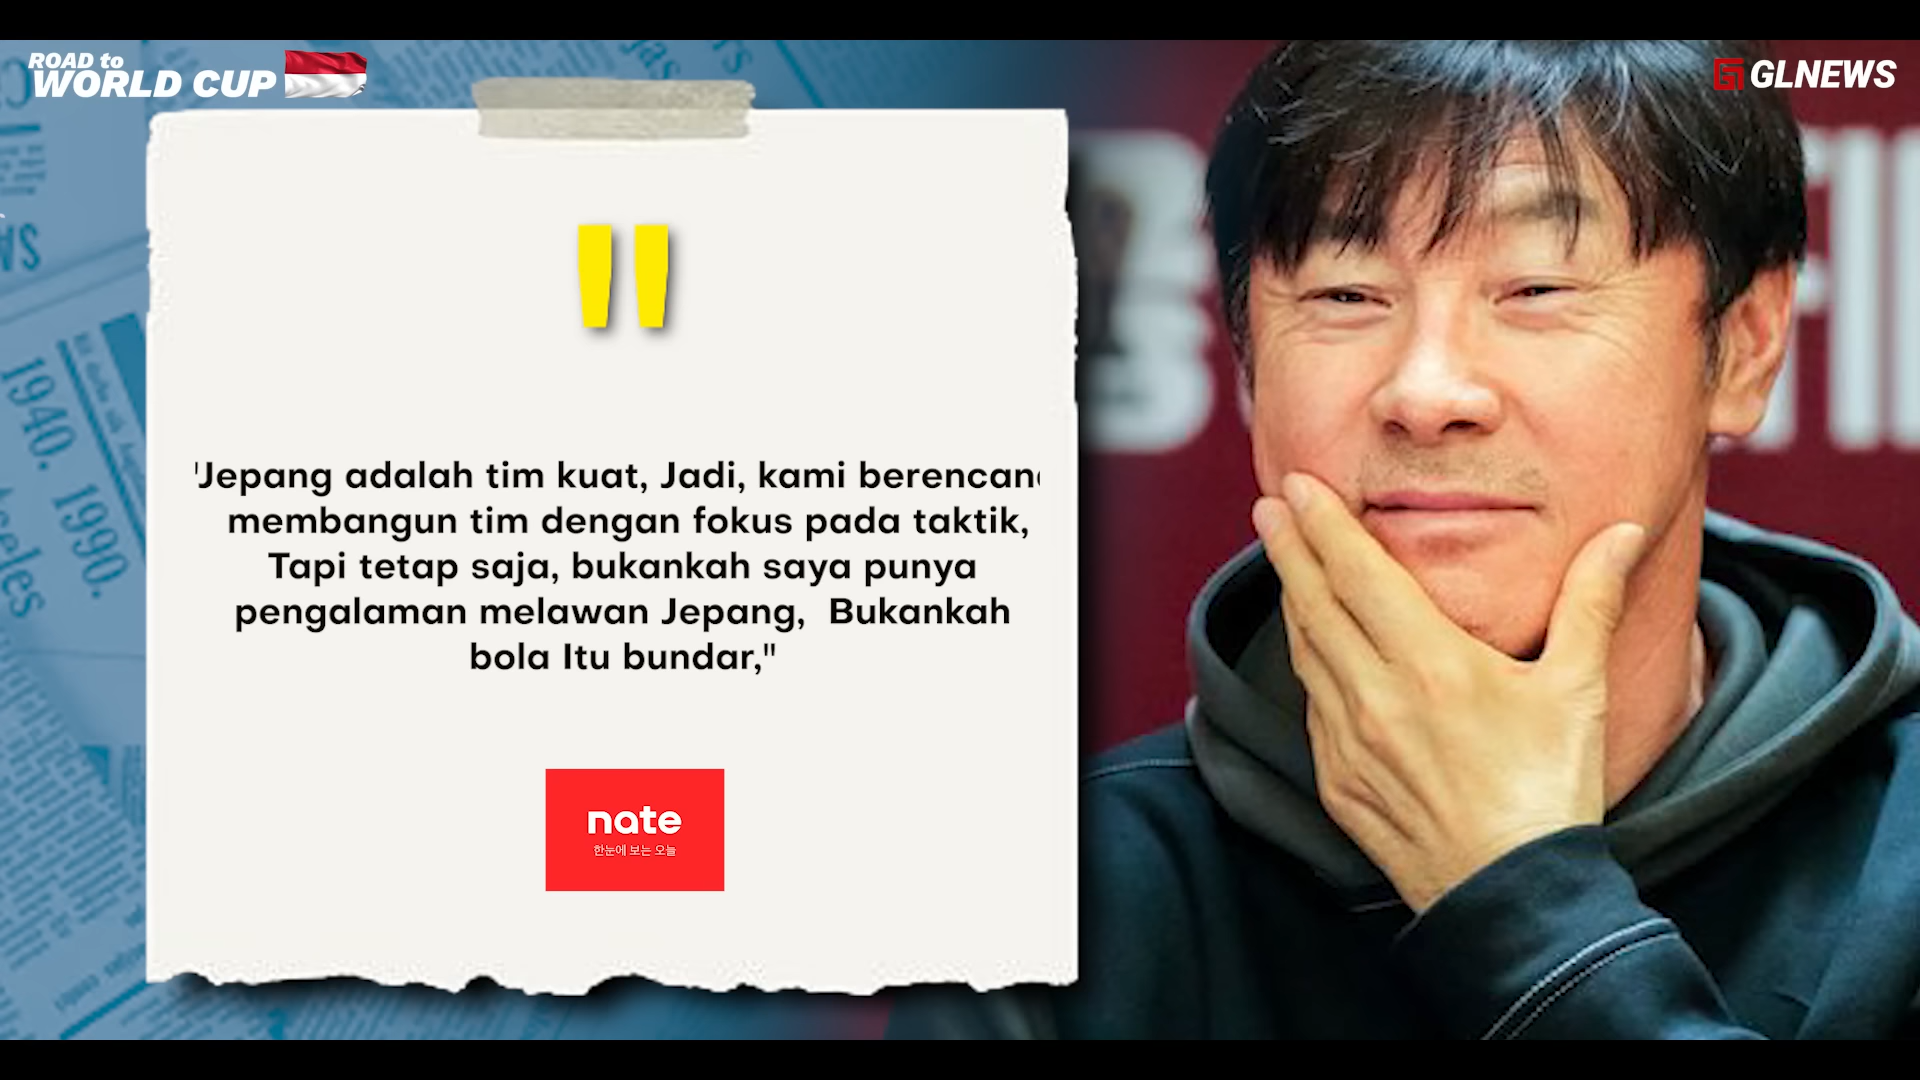 ROAD to
WORLD CUP
GLNEWS
"
'Jepang adalah tim kuat, Jadi, kami berencan
membangun tim dengan fokus pada taktik,
Tapi tetap saja, bukankah saya punya
pengalaman melawan Jepang, Bukankah
bola Itu bundar,"
nate
한눈에 보는 오늘
1940.
1990.